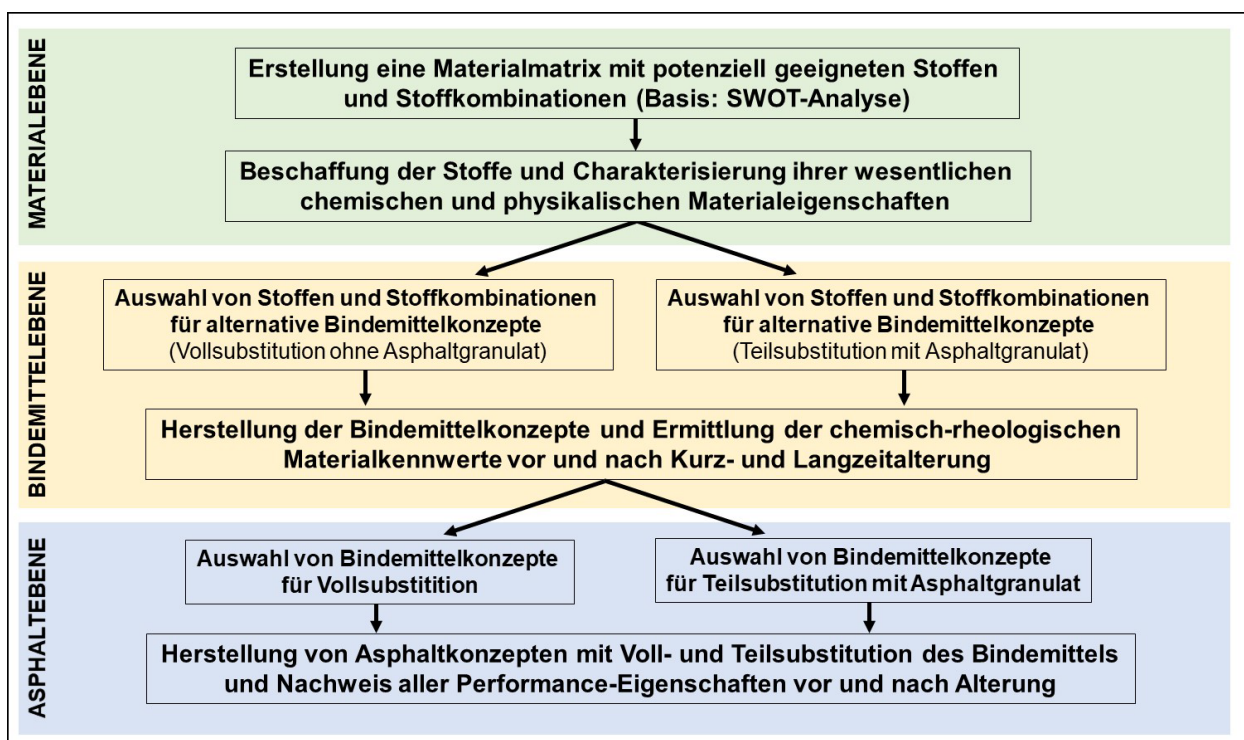 MATERIALEBENE
Erstellung eine Materialmatrix mit potenziell geeigneten Stoffen
und Stoffkombinationen (Basis: SWOT-Analyse)
Beschaffung der Stoffe und Charakterisierung ihrer wesentlichen
chemischen und physikalischen Materialeigenschaften
BINDEMITTELEBENE
Auswahl von Stoffen und Stoffkombinationen
für alternative Bindemittelkonzepte
(Vollsubstitution ohne Asphaltgranulat)
Auswahl von Stoffen und Stoffkombinationen
für alternative Bindemittelkonzepte
(Teilsubstitution mit Asphaltgranulat)
Herstellung der Bindemittelkonzepte und Ermittlung der chemisch-rheologischen
Materialkennwerte vor und nach Kurz- und Langzeitalterung
ASPHALTEBENE
Auswahl von Bindemittelkonzepte
für Vollsubstitition
Auswahl von Bindemittelkonzepte
für Teilsubstitution mit Asphaltgranulat
Herstellung von Asphaltkonzepten mit Voll- und Teilsubstitution des Bindemittels
und Nachweis aller Performance-Eigenschaften vor und nach Alterung